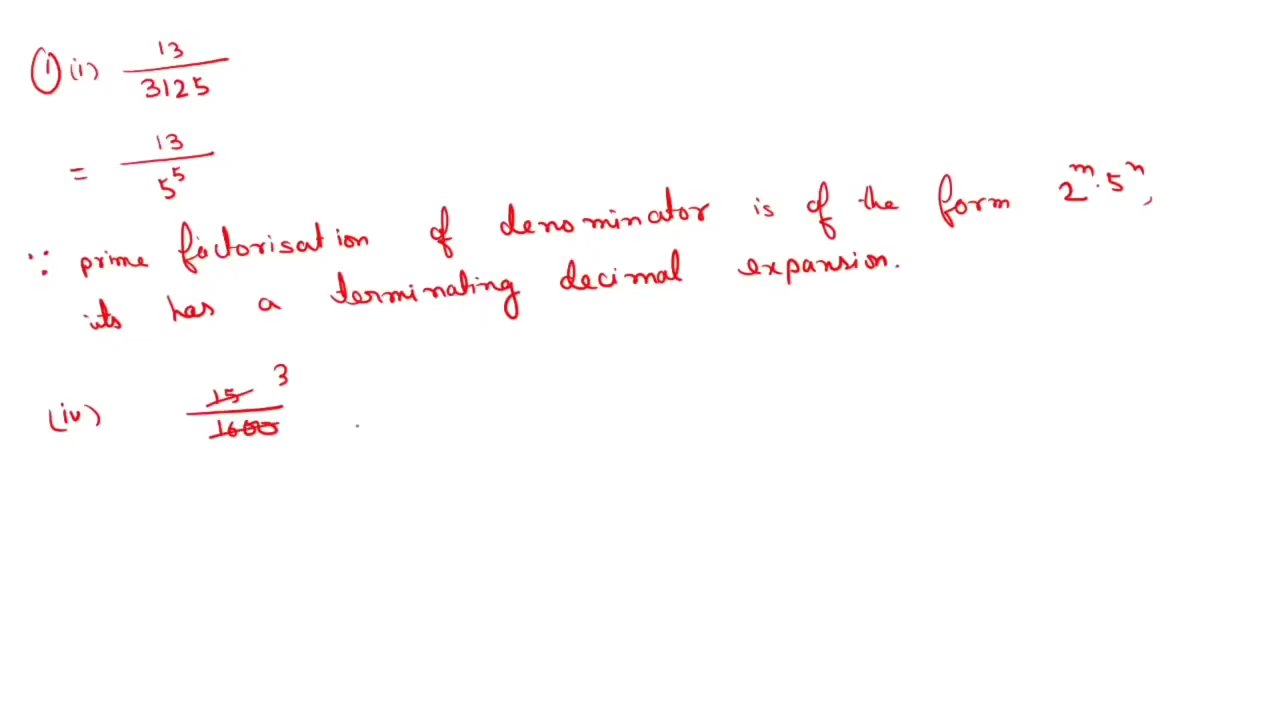 ① (i) 13/3125
= 13/5⁵
∵ prime factorisation of denominator is of the form 2ᵐ·5ⁿ,
its has a terminating decimal expansion.
(iv) 15/1600 3